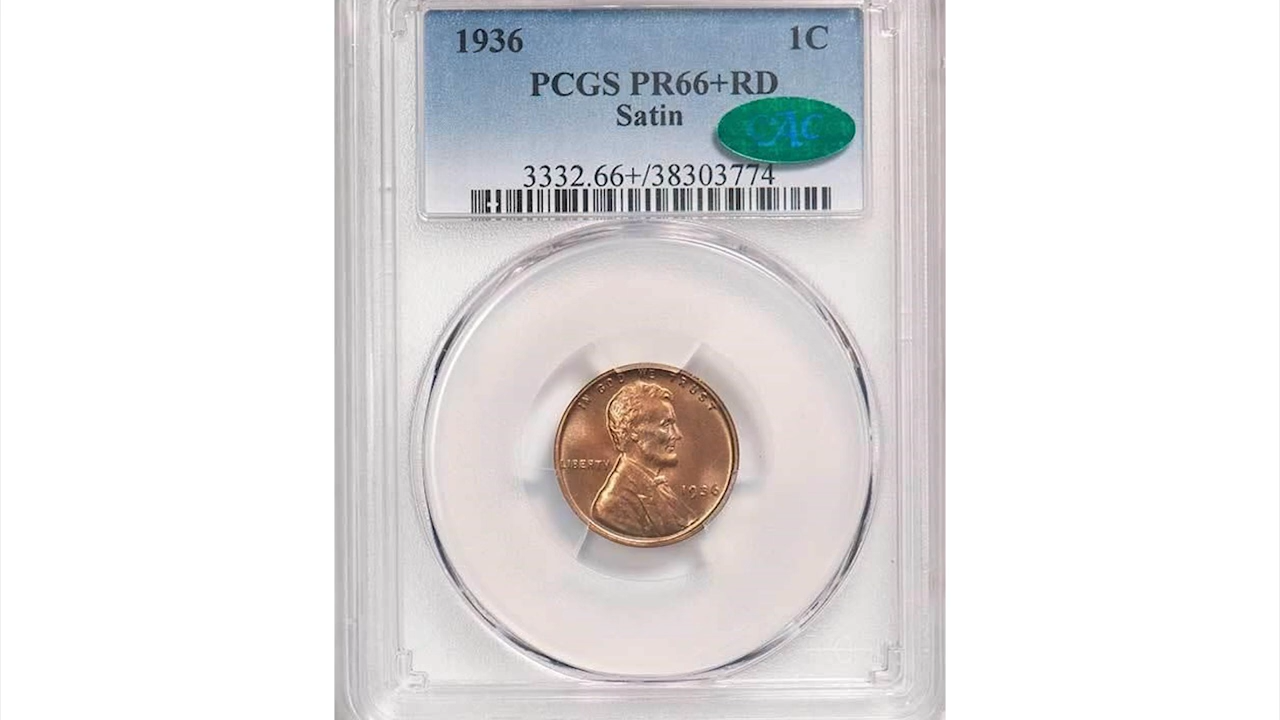 1936 1C
PCGS PR66+RD
Satin
CAC
3332.66+/38303774
IN GOD WE TRUST
LIBERTY
1936